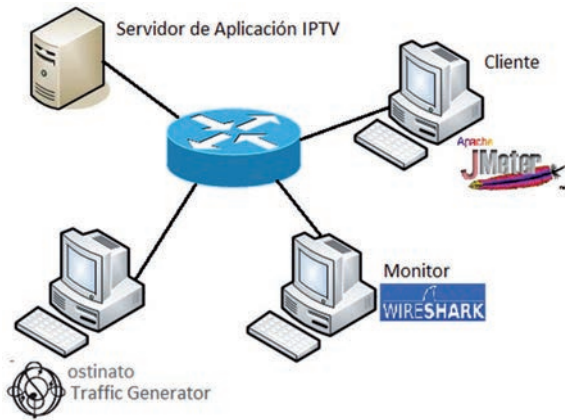 Servidor de Aplicación IPTV
Cliente
Apache
JMeter
Monitor
WIRESHARK
ostinato
Traffic Generator